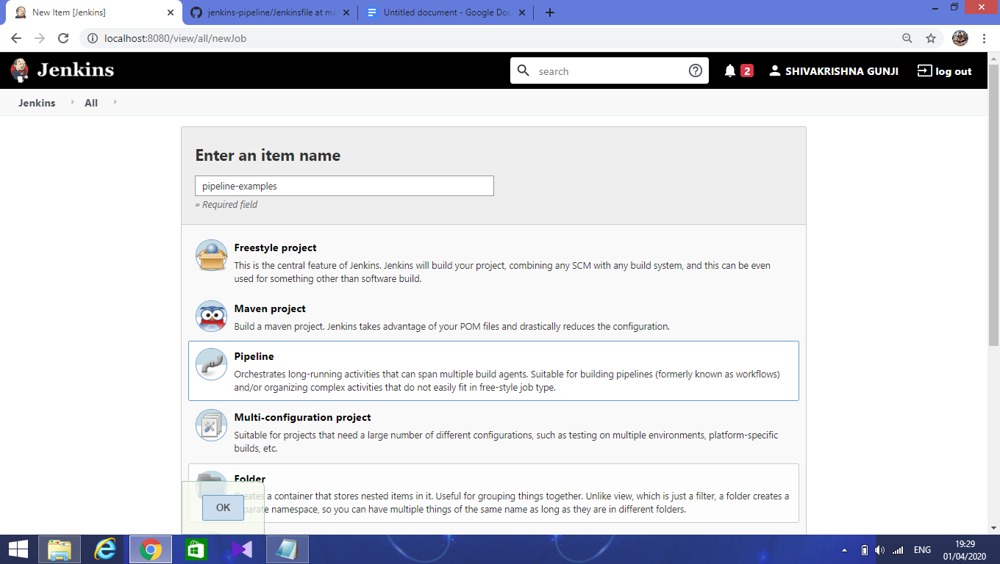 New Item [Jenkins]
jenkins-pipeline/Jenkinsfile at ma
Untitled document - Google Doc
localhost:8080/view/all/newJob
Jenkins
search
2
SHIVAKRISHNA GUNJI
log out
Jenkins
All
Enter an item name
pipeline-examples
» Required field
Freestyle project
This is the central feature of Jenkins. Jenkins will build your project, combining any SCM with any build system, and this can be even
used for something other than software build.
Maven project
Build a maven project. Jenkins takes advantage of your POM files and drastically reduces the configuration.
Pipeline
Orchestrates long-running activities that can span multiple build agents. Suitable for building pipelines (formerly known as workflows)
and/or organizing complex activities that do not easily fit in free-style job type.
Multi-configuration project
Suitable for projects that need a large number of different configurations, such as testing on multiple environments, platform-specific
builds, etc.
Folder
Creates a container that stores nested items in it. Useful for grouping things together. Unlike view, which is just a filter, a folder creates a
separate namespace, so you can have multiple things of the same name as long as they are in different folders.
OK
ENG
19:29
01/04/2020